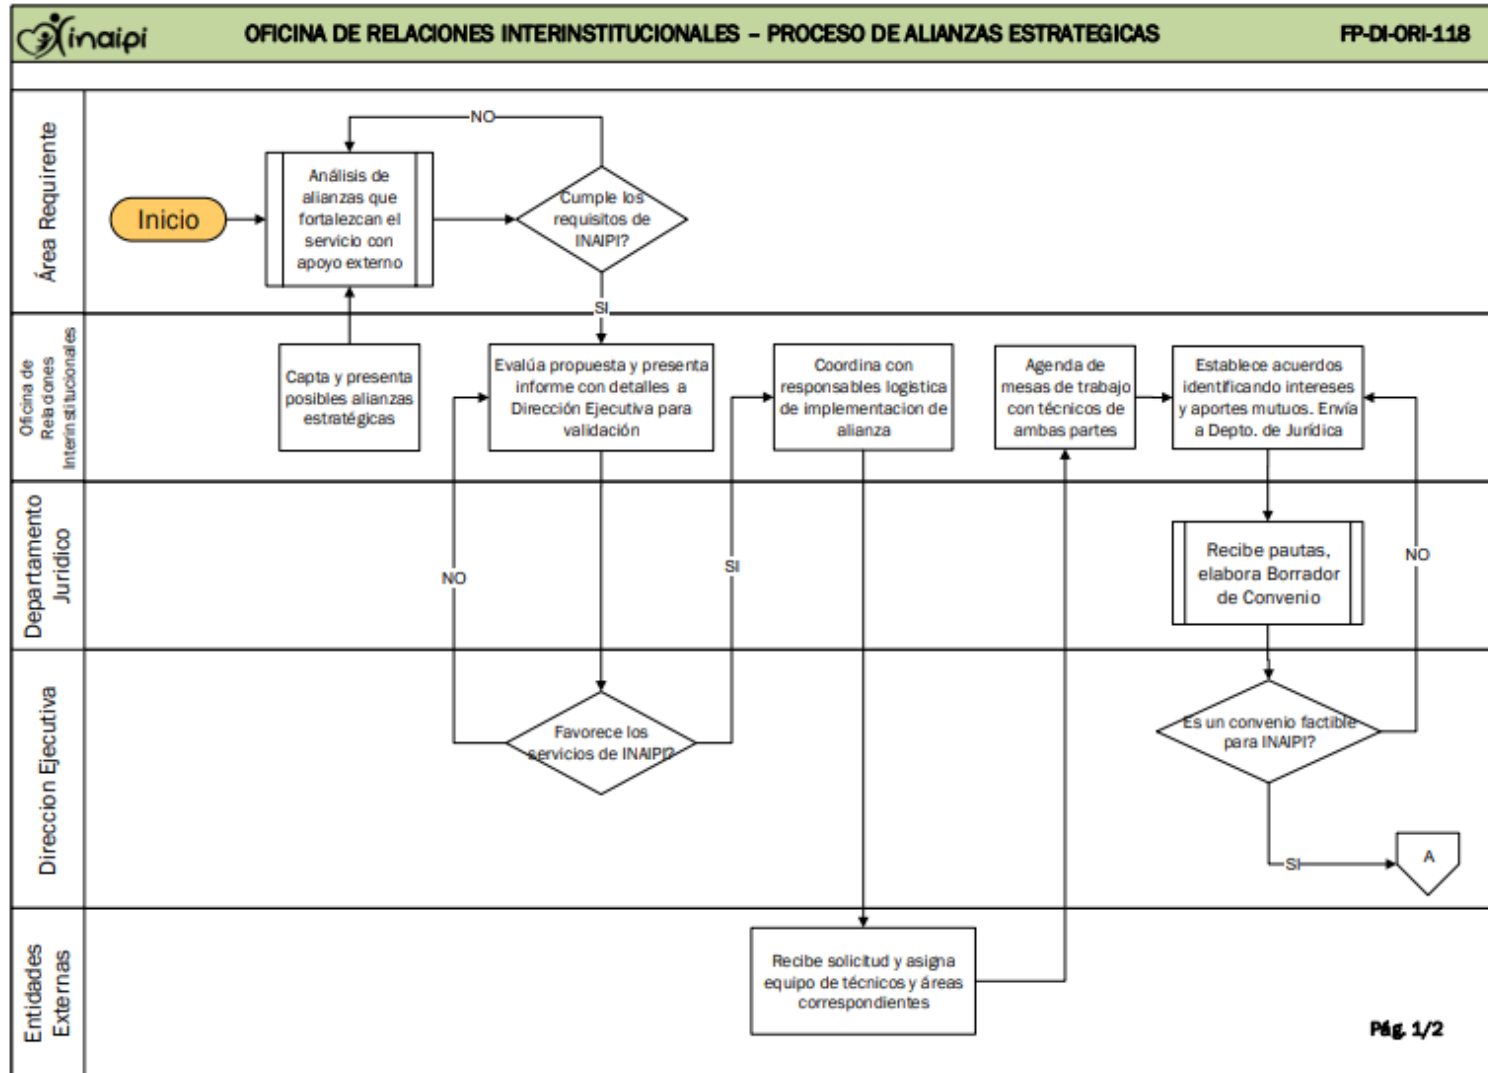 inaipi
OFICINA DE RELACIONES INTERINSTITUCIONALES – PROCESO DE ALIANZAS ESTRATEGICAS
FP-DI-ORI-118
Área Requirente
Inicio
Análisis de
alianzas que
fortalezcan el
servicio con
apoyo externo
NO
Cumple los
requisitos de
INAIPI?
SI
Oficina de
Relaciones
Interinstitucionales
Capta y presenta
posibles alianzas
estratégicas
Evalúa propuesta y presenta
informe con detalles a
Dirección Ejecutiva para
validación
Coordina con
responsables logistica
de implementacion de
alianza
Agenda de
mesas de trabajo
con técnicos de
ambas partes
Establece acuerdos
identificando intereses
y aportes mutuos. Envía
a Depto. de Jurídica
Departamento
Juridico
NO
SI
Recibe pautas,
elabora Borrador
de Convenio
NO
Direccion Ejecutiva
Favorece los
servicios de INAIPI?
Es un convenio factible
para INAIPI?
SI
A
Entidades
Externas
Recibe solicitud y asigna
equipo de técnicos y áreas
correspondientes
Pág. 1/2